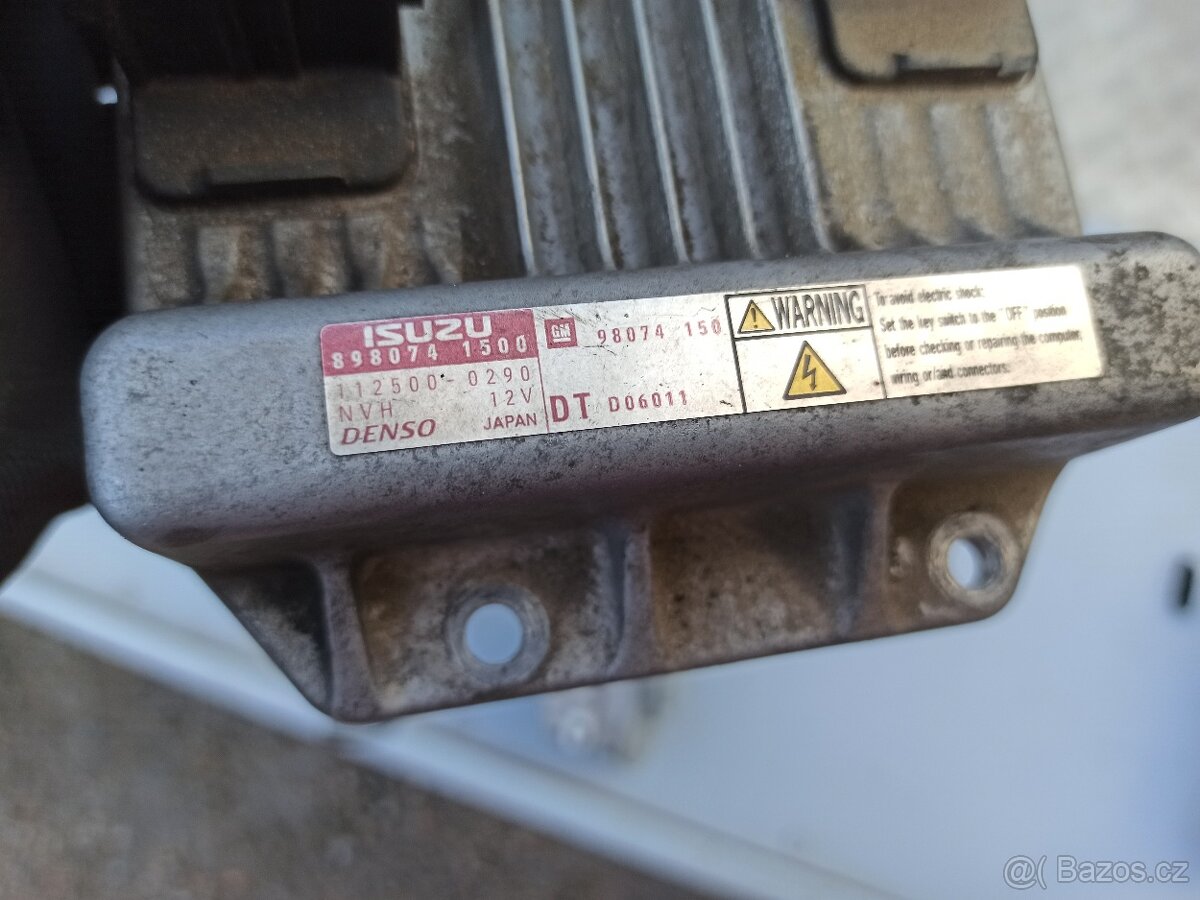 ISUZU
898074 1500
112500-0290
NVH 12V
DENSO JAPAN
GM 98074 150
DT D06011
WARNING
To avoid electric shock:
Set the key switch to the "OFF" position
before checking or repairing the computer,
wiring or/and connectors.
@( Bazos.cz